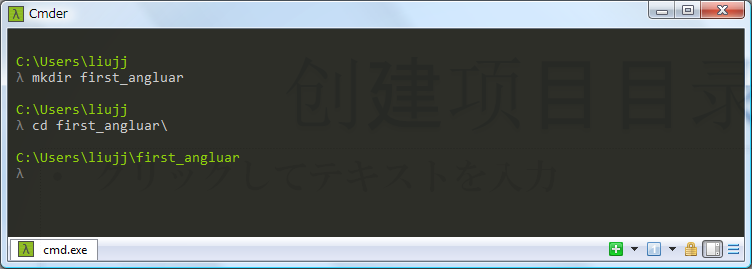 Cmder
C:\Users\liujj
λ mkdir first_angluar
C:\Users\liujj
λ cd first_angluar\
C:\Users\liujj\first_angluar
λ
创建项目目录
• クリックしてテキストを入力
λ cmd.exe